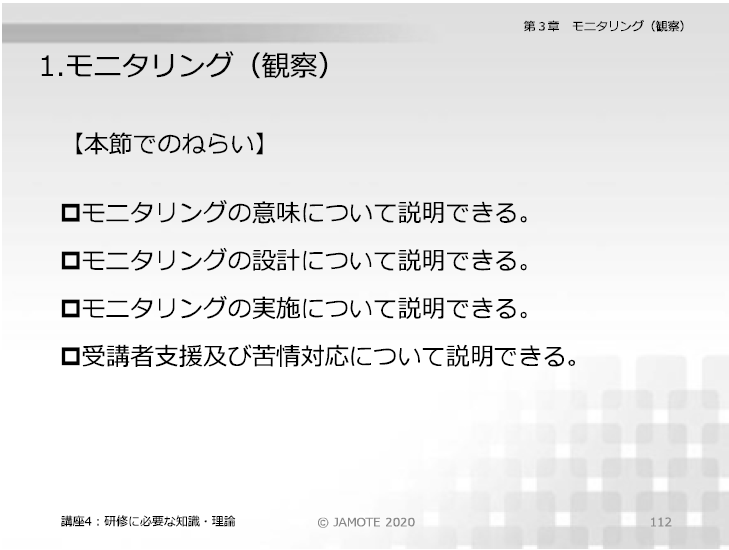 第３章　モニタリング（観察）
1.モニタリング（観察）
【本節でのねらい】
モニタリングの意味について説明できる。
モニタリングの設計について説明できる。
モニタリングの実施について説明できる。
受講者支援及び苦情対応について説明できる。
講座4：研修に必要な知識・理論
© JAMOTE 2020
112